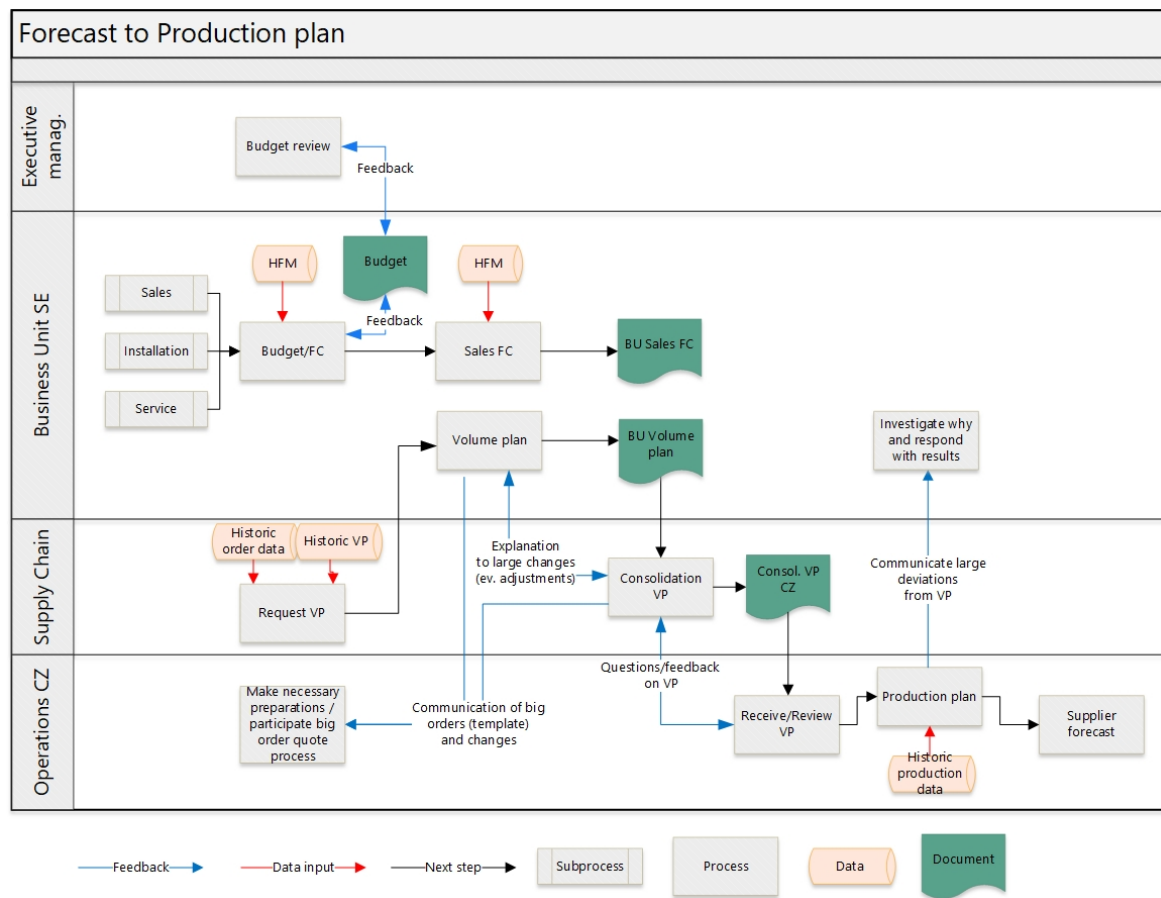 Forecast to Production plan
Executive
manag.
Budget review
Feedback
Business Unit SE
HFM
Budget
HFM
Sales
Feedback
Installation
Budget/FC
Sales FC
BU Sales FC
Service
Volume plan
BU Volume
plan
Investigate why
and respond
with results
Supply Chain
Historic
order data
Historic VP
Explanation
to large changes
(ev. adjustments)
Consolidation
VP
Consol. VP
CZ
Communicate large
deviations
from VP
Request VP
Operations CZ
Questions/feedback
on VP
Make necessary
preparations /
participate big
order quote
process
Communication of big
orders (template)
and changes
Receive/Review
VP
Production plan
Supplier
forecast
Historic
production
data
Feedback
Data input
Next step
Subprocess
Process
Data
Document